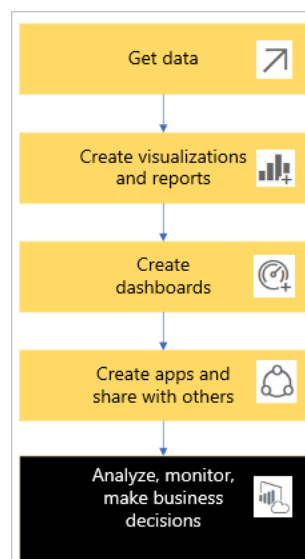 Get data
Create visualizations
and reports
Create
dashboards
Create apps and
share with others
Analyze, monitor,
make business
decisions